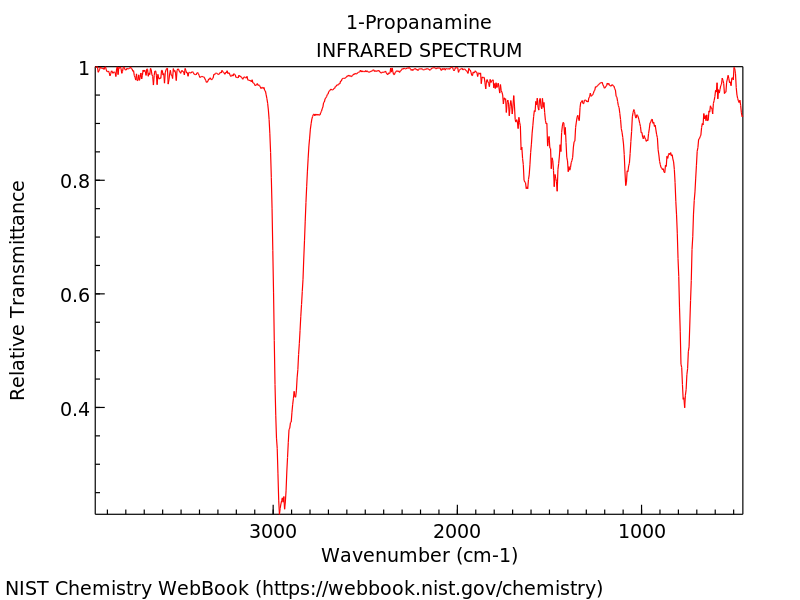 1-Propanamine
INFRARED SPECTRUM
1
0.8
0.6
0.4
Relative Transmittance
3000 2000 1000
Wavenumber (cm-1)
NIST Chemistry WebBook (https://webbook.nist.gov/chemistry)